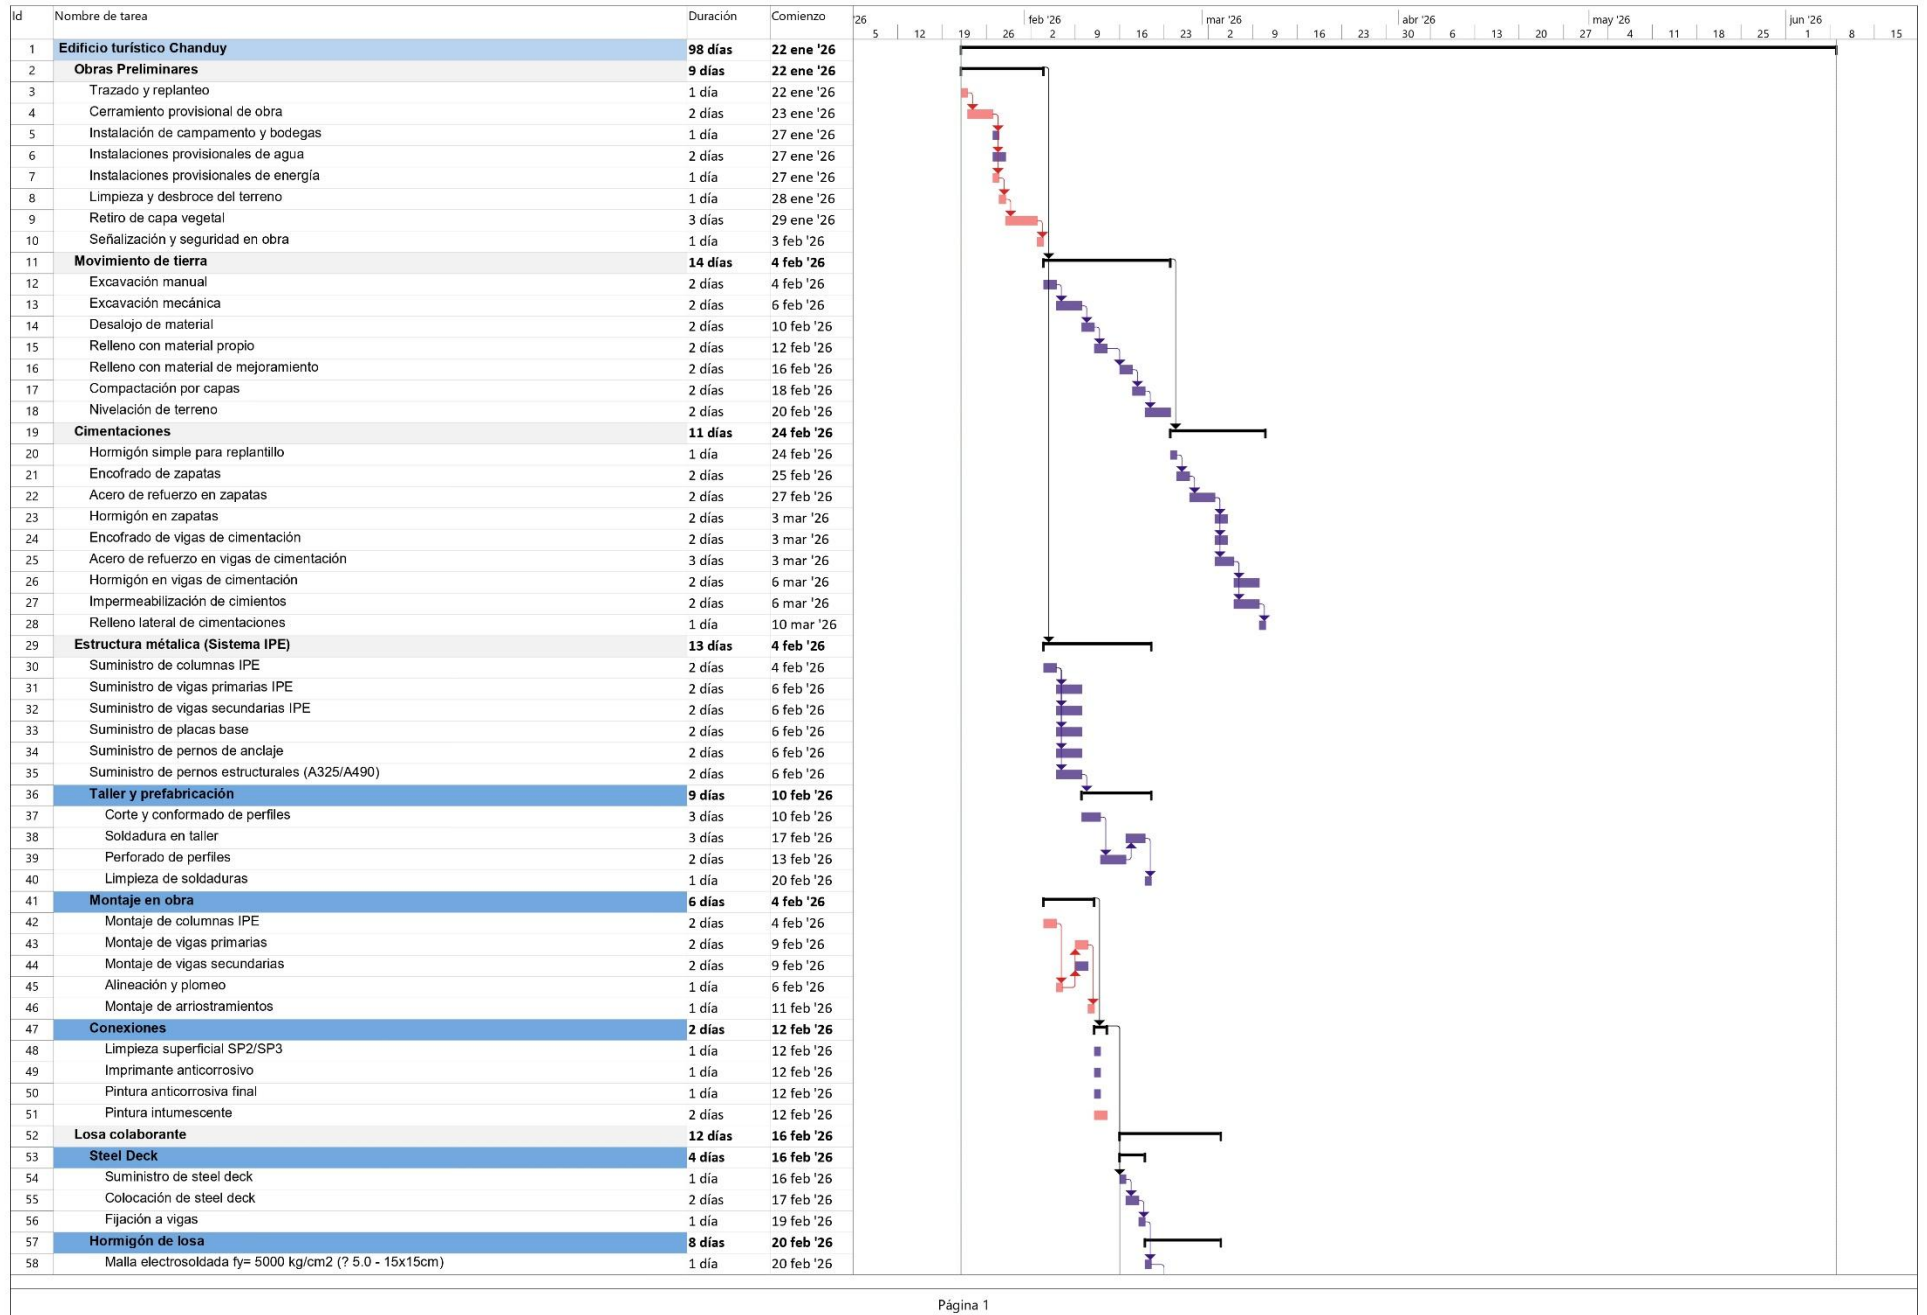 Id Nombre de tarea Duración Comienzo '26 feb '26 mar '26 abr '26 may '26 jun '26
5 12 19 26 2 9 16 23 2 9 16 23 30 6 13 20 27 4 11 18 25 1 8 15
1 Edificio turístico Chanduy 98 días 22 ene '26
2 Obras Preliminares 9 días 22 ene '26
3 Trazado y replanteo 1 día 22 ene '26
4 Cerramiento provisional de obra 2 días 23 ene '26
5 Instalación de campamento y bodegas 1 día 27 ene '26
6 Instalaciones provisionales de agua 2 días 27 ene '26
7 Instalaciones provisionales de energía 1 día 27 ene '26
8 Limpieza y desbroce del terreno 1 día 28 ene '26
9 Retiro de capa vegetal 3 días 29 ene '26
10 Señalización y seguridad en obra 1 día 3 feb '26
11 Movimiento de tierra 14 días 4 feb '26
12 Excavación manual 2 días 4 feb '26
13 Excavación mecánica 2 días 6 feb '26
14 Desalojo de material 2 días 10 feb '26
15 Relleno con material propio 2 días 12 feb '26
16 Relleno con material de mejoramiento 2 días 16 feb '26
17 Compactación por capas 2 días 18 feb '26
18 Nivelación de terreno 2 días 20 feb '26
19 Cimentaciones 11 días 24 feb '26
20 Hormigón simple para replantillo 1 día 24 feb '26
21 Encofrado de zapatas 2 días 25 feb '26
22 Acero de refuerzo en zapatas 2 días 27 feb '26
23 Hormigón en zapatas 2 días 3 mar '26
24 Encofrado de vigas de cimentación 2 días 3 mar '26
25 Acero de refuerzo en vigas de cimentación 3 días 3 mar '26
26 Hormigón en vigas de cimentación 2 días 6 mar '26
27 Impermeabilización de cimientos 2 días 6 mar '26
28 Relleno lateral de cimentaciones 1 día 10 mar '26
29 Estructura métalica (Sistema IPE) 13 días 4 feb '26
30 Suministro de columnas IPE 2 días 4 feb '26
31 Suministro de vigas primarias IPE 2 días 6 feb '26
32 Suministro de vigas secundarias IPE 2 días 6 feb '26
33 Suministro de placas base 2 días 6 feb '26
34 Suministro de pernos de anclaje 2 días 6 feb '26
35 Suministro de pernos estructurales (A325/A490) 2 días 6 feb '26
36 Taller y prefabricación 9 días 10 feb '26
37 Corte y conformado de perfiles 3 días 10 feb '26
38 Soldadura en taller 3 días 17 feb '26
39 Perforado de perfiles 2 días 13 feb '26
40 Limpieza de soldaduras 1 día 20 feb '26
41 Montaje en obra 6 días 4 feb '26
42 Montaje de columnas IPE 2 días 4 feb '26
43 Montaje de vigas primarias 2 días 9 feb '26
44 Montaje de vigas secundarias 2 días 9 feb '26
45 Alineación y plomeo 1 día 6 feb '26
46 Montaje de arriostramientos 1 día 11 feb '26
47 Conexiones 2 días 12 feb '26
48 Limpieza superficial SP2/SP3 1 día 12 feb '26
49 Imprimante anticorrosivo 1 día 12 feb '26
50 Pintura anticorrosiva final 1 día 12 feb '26
51 Pintura intumescente 2 días 12 feb '26
52 Losa colaborante 12 días 16 feb '26
53 Steel Deck 4 días 16 feb '26
54 Suministro de steel deck 1 día 16 feb '26
55 Colocación de steel deck 2 días 17 feb '26
56 Fijación a vigas 1 día 19 feb '26
57 Hormigón de losa 8 días 20 feb '26
58 Malla electrosoldada fy= 5000 kg/cm2 (? 5.0 - 15x15cm) 1 día 20 feb '26
Página 1